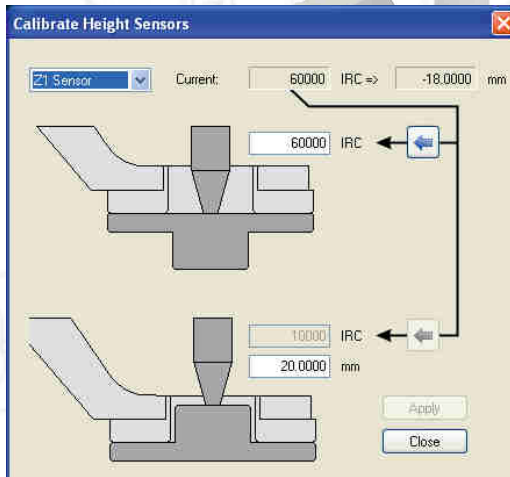 Calibrate Height Sensors
Z1 Sensor Current: 60000 IRC => -18.0000 mm
60000 IRC
10000 IRC
20.0000 mm
Apply
Close